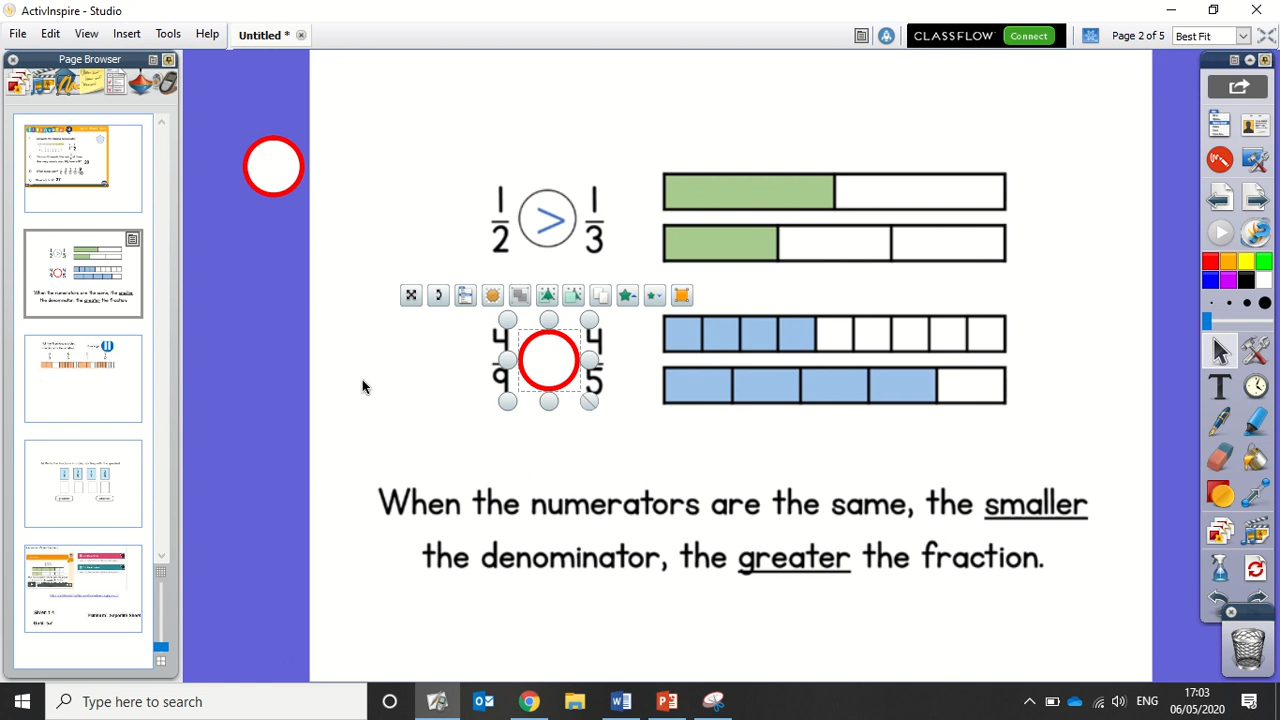 ActivInspire - Studio
File Edit View Insert Tools Help Untitled * CLASSFLOW Connect Page 2 of 5 Best Fit
Page Browser
1 > 1
2 3
4 4
9 5
When the numerators are the same, the smaller
the denominator, the greater the fraction.
Type here to search
ENG 17:03
06/05/2020